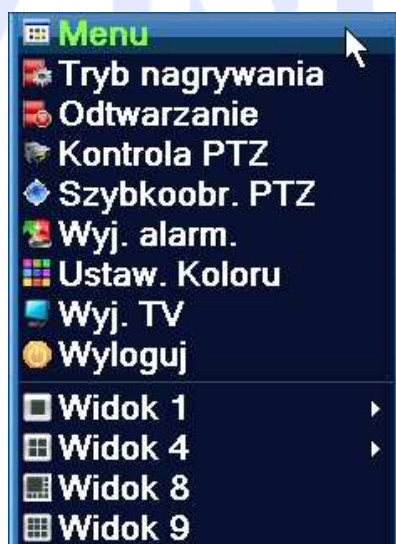 Menu
Tryb nagrywania
Odtwarzanie
Kontrola PTZ
Szybkoobr. PTZ
Wyj. alarm.
Ustaw. Koloru
Wyj. TV
Wyloguj
Widok 1
Widok 4
Widok 8
Widok 9